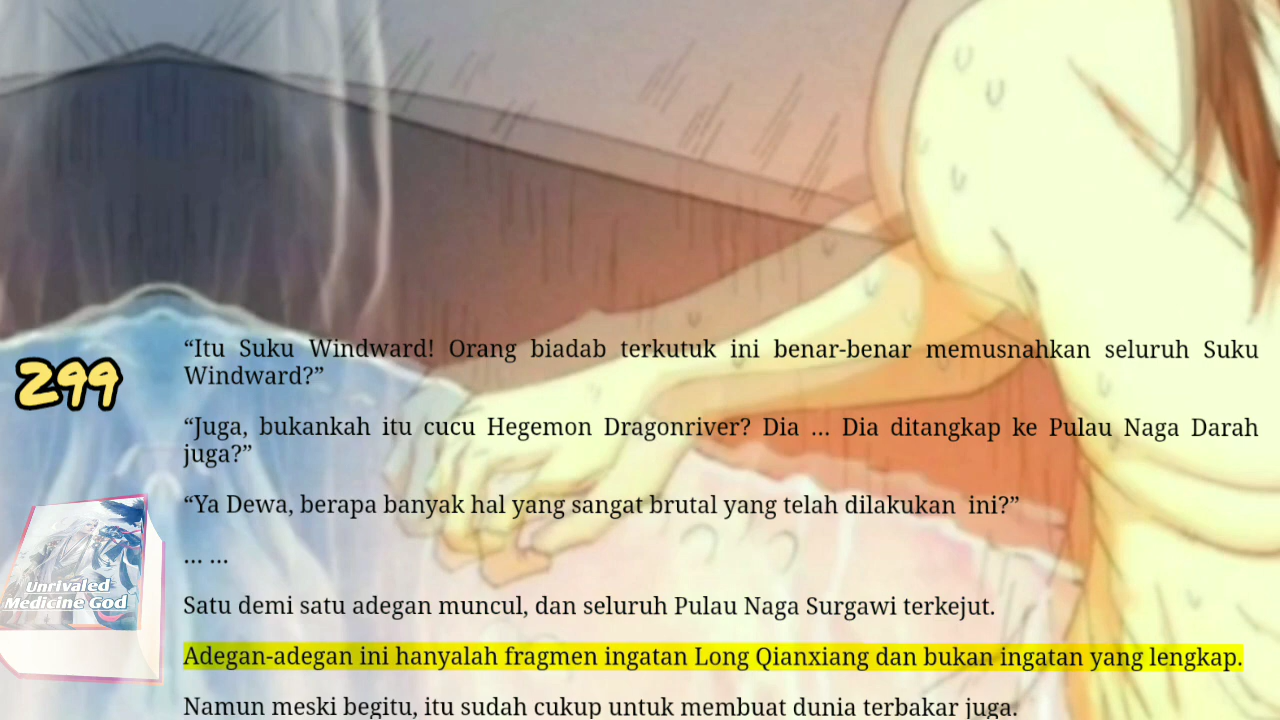 “Itu Suku Windward! Orang biadab terkutuk ini benar-benar memusnahkan seluruh Suku
Windward?”
299
“Juga, bukankah itu cucu Hegemon Dragonriver? Dia ... Dia ditangkap ke Pulau Naga Darah
juga?”
“Ya Dewa, berapa banyak hal yang sangat brutal yang telah dilakukan  ini?”
... ...
Unrivaled
Medicine God
Satu demi satu adegan muncul, dan seluruh Pulau Naga Surgawi terkejut.
Adegan-adegan ini hanyalah fragmen ingatan Long Qianxiang dan bukan ingatan yang lengkap.
Namun meski begitu, itu sudah cukup untuk membuat dunia terbakar juga.